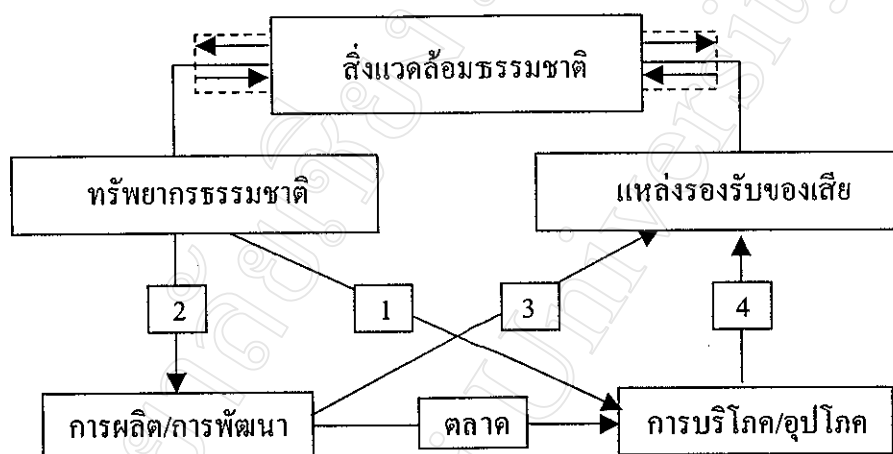 สิ่งแวดล้อมธรรมชาติ
ทรัพยากรธรรมชาติ
แหล่งรองรับของเสีย
2
1
3
4
การผลิต/การพัฒนา
ตลาด
การบริโภค/อุปโภค
University